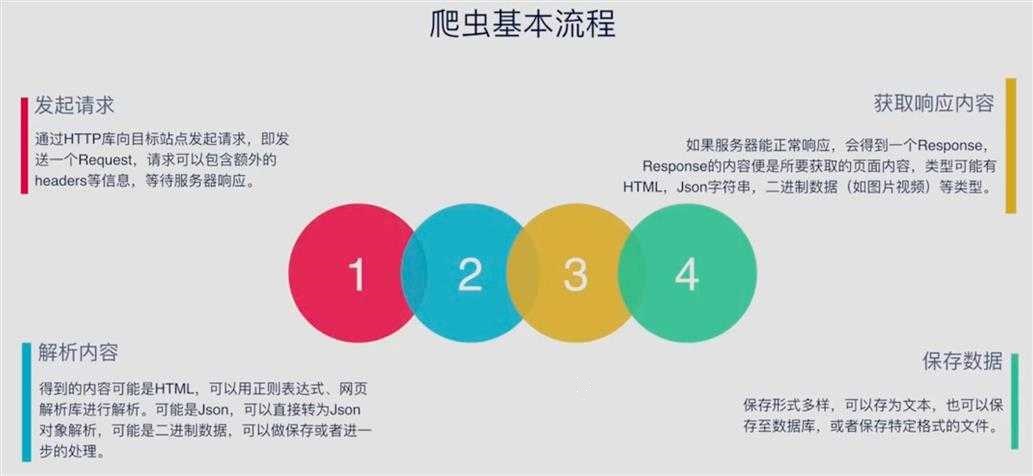 爬虫基本流程
发起请求
通过HTTP库向目标站点发起请求，即发
送一个Request，请求可以包含额外的
headers等信息，等待服务器响应。
获取响应内容
如果服务器能正常响应，会得到一个Response，
Response的内容便是所要获取的页面内容，类型可能有
HTML，Json字符串，二进制数据（如图片视频）等类型。
1
2
3
4
解析内容
得到的内容可能是HTML，可以用正则表达式、网页
解析库进行解析。可能是Json，可以直接转为Json
对象解析，可能是二进制数据，可以做保存或者进一
步的处理。
保存数据
保存形式多样，可以存为文本，也可以保
存至数据库，或者保存特定格式的文件。